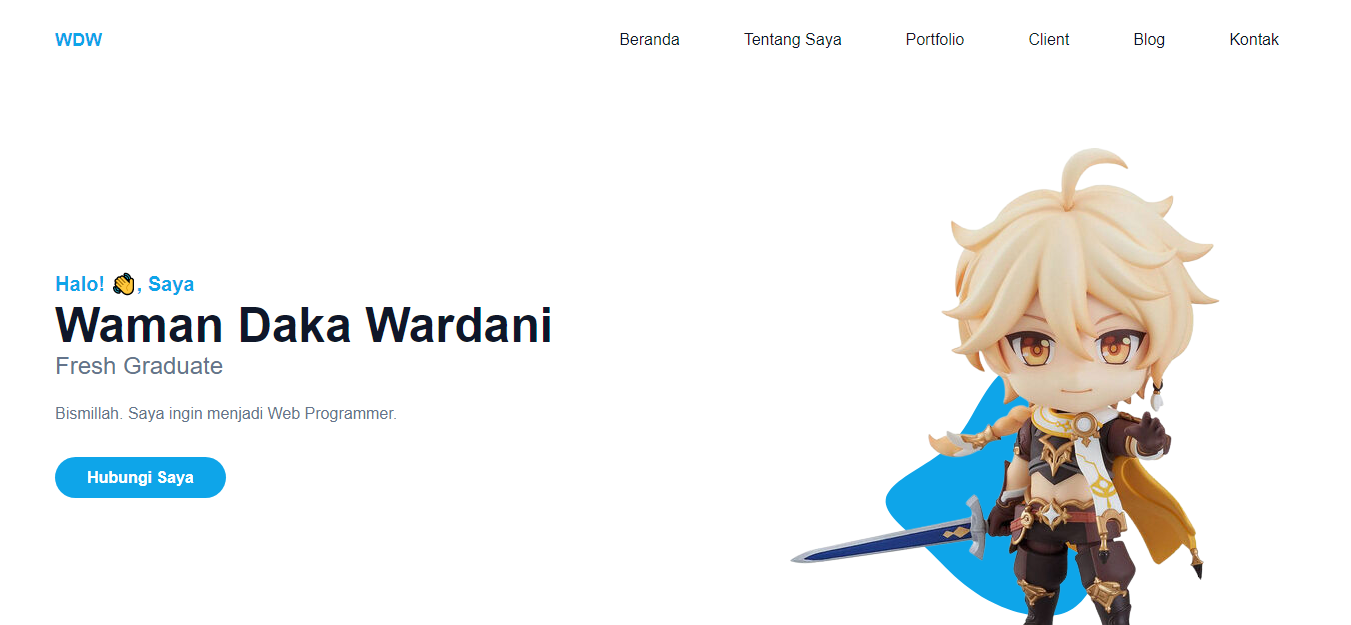 WDW
Beranda Tentang Saya Portfolio Client Blog Kontak
Halo! 👋, Saya
Waman Daka Wardani
Fresh Graduate
Bismillah. Saya ingin menjadi Web Programmer.
Hubungi Saya